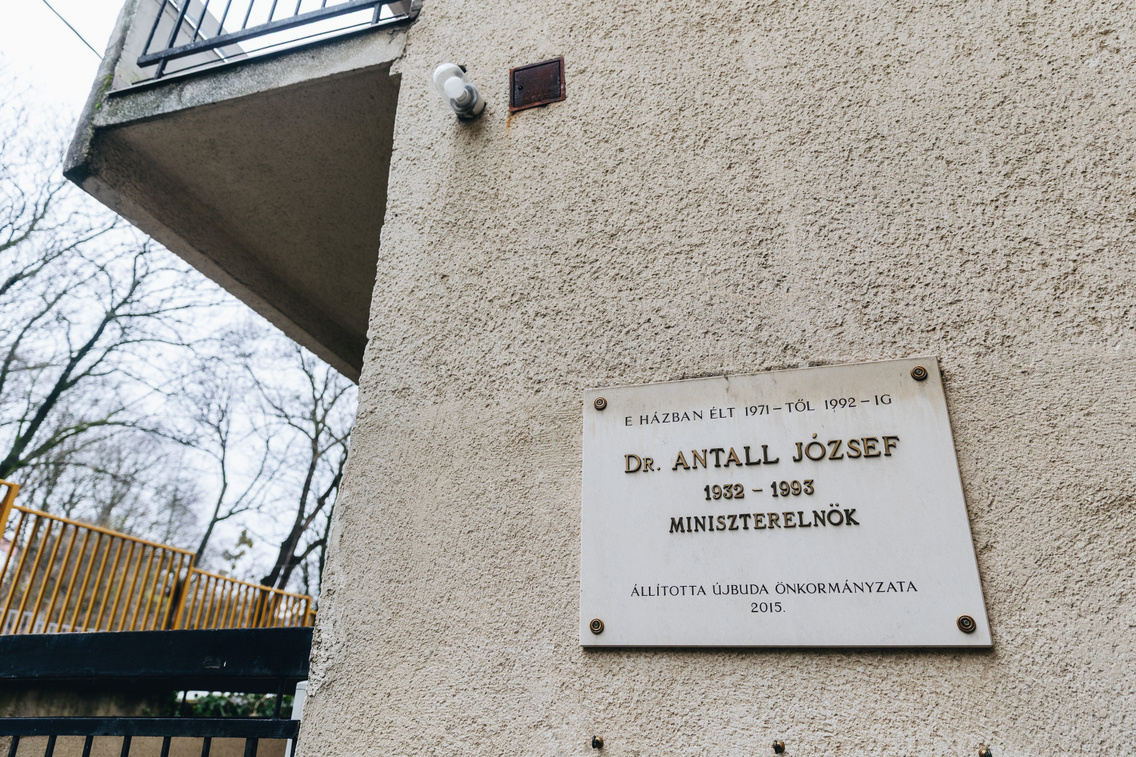 E HÁZBAN ÉLT 1971–TŐL 1992–IG
Dr. ANTALL JÓZSEF
1932 – 1993
MINISZTERELNÖK
ÁLLÍTOTTA ÚJBUDA ÖNKORMÁNYZATA
2015.